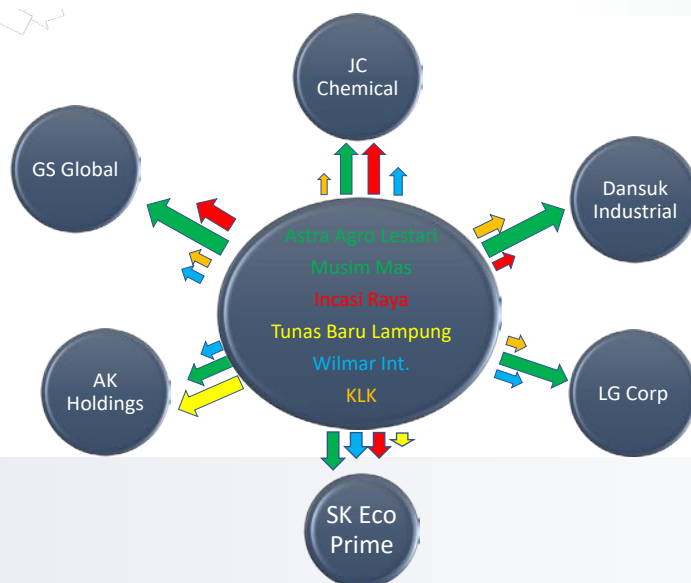 JC
Chemical
GS Global
Dansuk
Industrial
Astra Agro Lestari
Musim Mas
Incasi Raya
Tunas Baru Lampung
Wilmar Int.
KLK
AK
Holdings
LG Corp
SK Eco
Prime